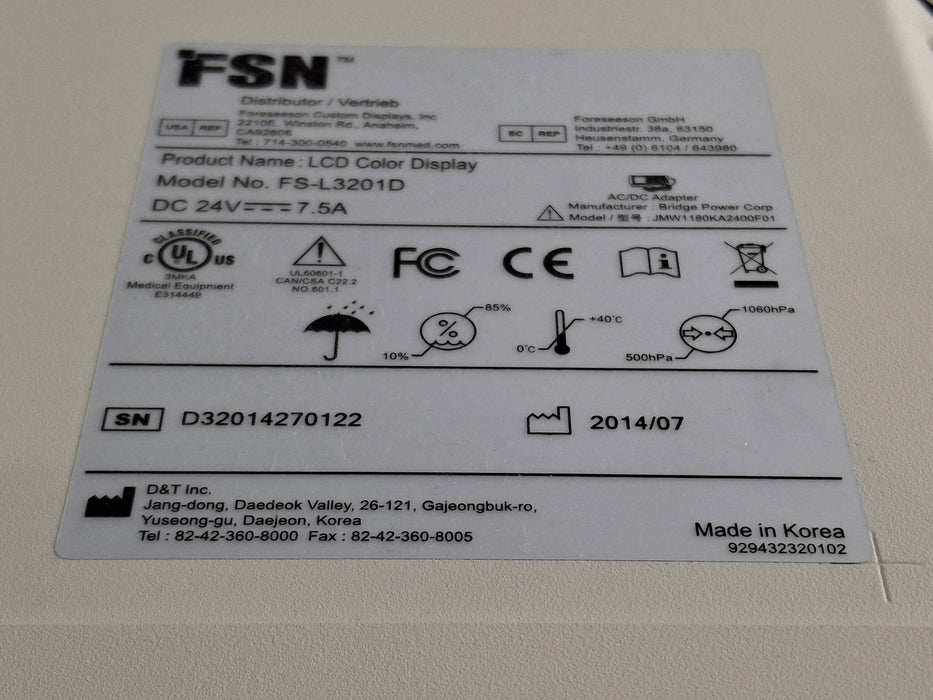 FSN™
Distributor / Vertrieb
USA REP
Foreseeson Custom Displays, Inc
2210E. Winston Rd., Anaheim,
CA92806
Tel : 714-300-0540 www.fsnmed.com
EC REP
Foreseeson GmbH
Industriestr. 38a, 63150
Heusenstamm, Germany
Tel : +49 (0) 6104 / 643980
Product Name : LCD Color Display
Model No. FS-L3201D
DC 24V 7.5A
AC/DC Adapter
Manufacturer : Bridge Power Corp
Model / 型号 : JMW1180KA2400F01
CLASSIFIED
C UL US
3MKA
Medical Equipment
E314449
UL60601-1
CAN/CSA C22.2
NO.601.1
FC
CE
i
%
85%
10%
+40°C
0°C
1060hPa
500hPa
SN D32014270122
2014/07
D&T Inc.
Jang-dong, Daedeok Valley, 26-121, Gajeongbuk-ro,
Yuseong-gu, Daejeon, Korea
Tel : 82-42-360-8000 Fax : 82-42-360-8005
Made in Korea
929432320102